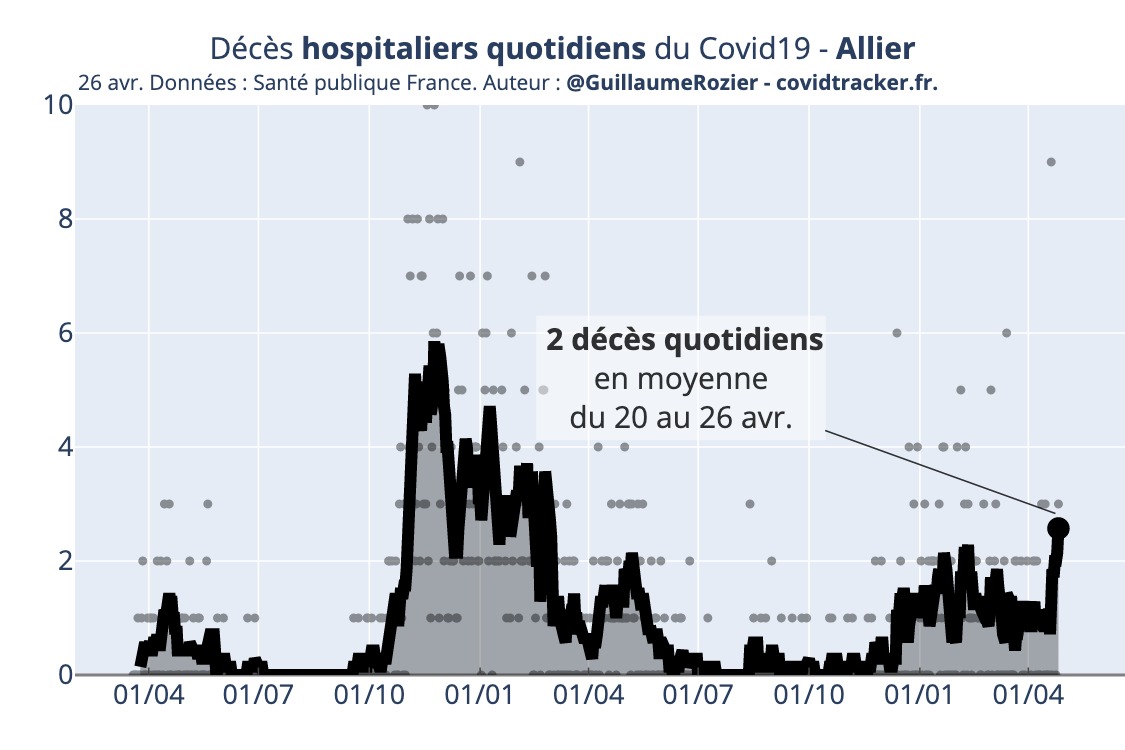 Décès hospitaliers quotidiens du Covid19 - Allier
26 avr. Données : Santé publique France. Auteur : @GuillaumeRozier - covidtracker.fr.
10
8
6
4
2
0
2 décès quotidiens
en moyenne
du 20 au 26 avr.
01/04 01/07 01/10 01/01 01/04 01/07 01/10 01/01 01/04